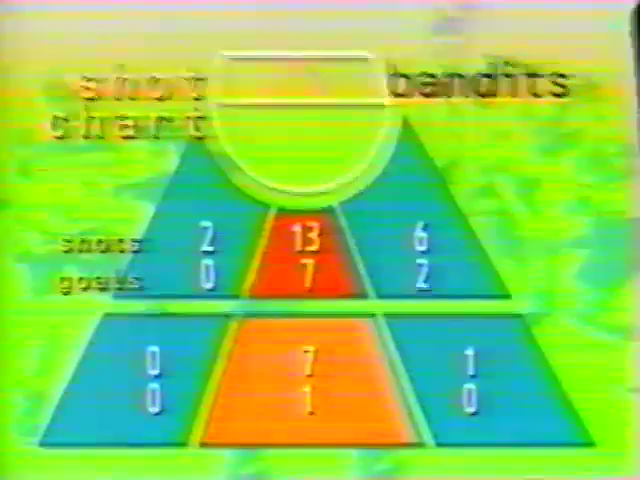 shot bandits
chart
shots 2 13 6
goals 0 7 2
0 7 1
0 1 0